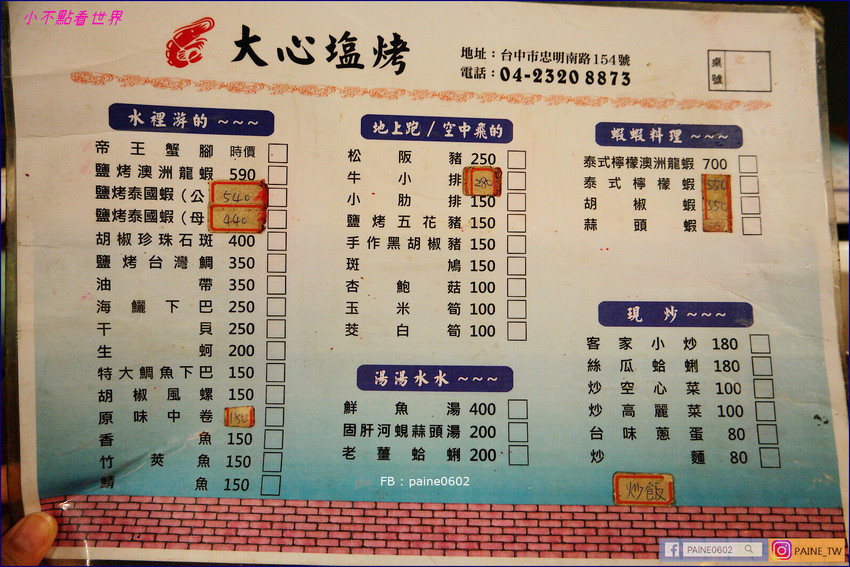 小不點看世界
大心塩烤
地址：台中市忠明南路154號
電話：04-2320 8873
桌號
水裡游的～～～
帝王蟹腳 時價
鹽烤澳洲龍蝦 590
鹽烤泰國蝦（公 540
鹽烤泰國蝦（母 440
胡椒珍珠石斑 400
鹽烤台灣鯛 350
油帶 350
海鱺下巴 250
干貝 250
生蚵 200
特大鯛魚下巴 150
胡椒風螺 150
原味中卷 180
香魚 150
竹莢魚 150
鯖魚 150
地上跑/空中飛的
松阪豬 250
牛小排 280
小肋排 150
鹽烤五花豬 150
手作黑胡椒豬 150
斑鳩 150
杏鮑菇 100
玉米筍 100
茭白筍 100
湯湯水水～～～
鮮魚湯 400
固肝河蜆蒜頭湯 200
老薑蛤蜊 200
蝦蝦料理～～～
泰式檸檬澳洲龍蝦 700
泰式檸檬蝦 550
胡椒蝦 550
蒜頭蝦
現炒～～～
客家小炒 180
絲瓜蛤蜊 180
炒空心菜 100
炒高麗菜 100
台味蔥蛋 80
炒麵 80
炒飯
FB：paine0602
PAINE0602
PAINE_TW